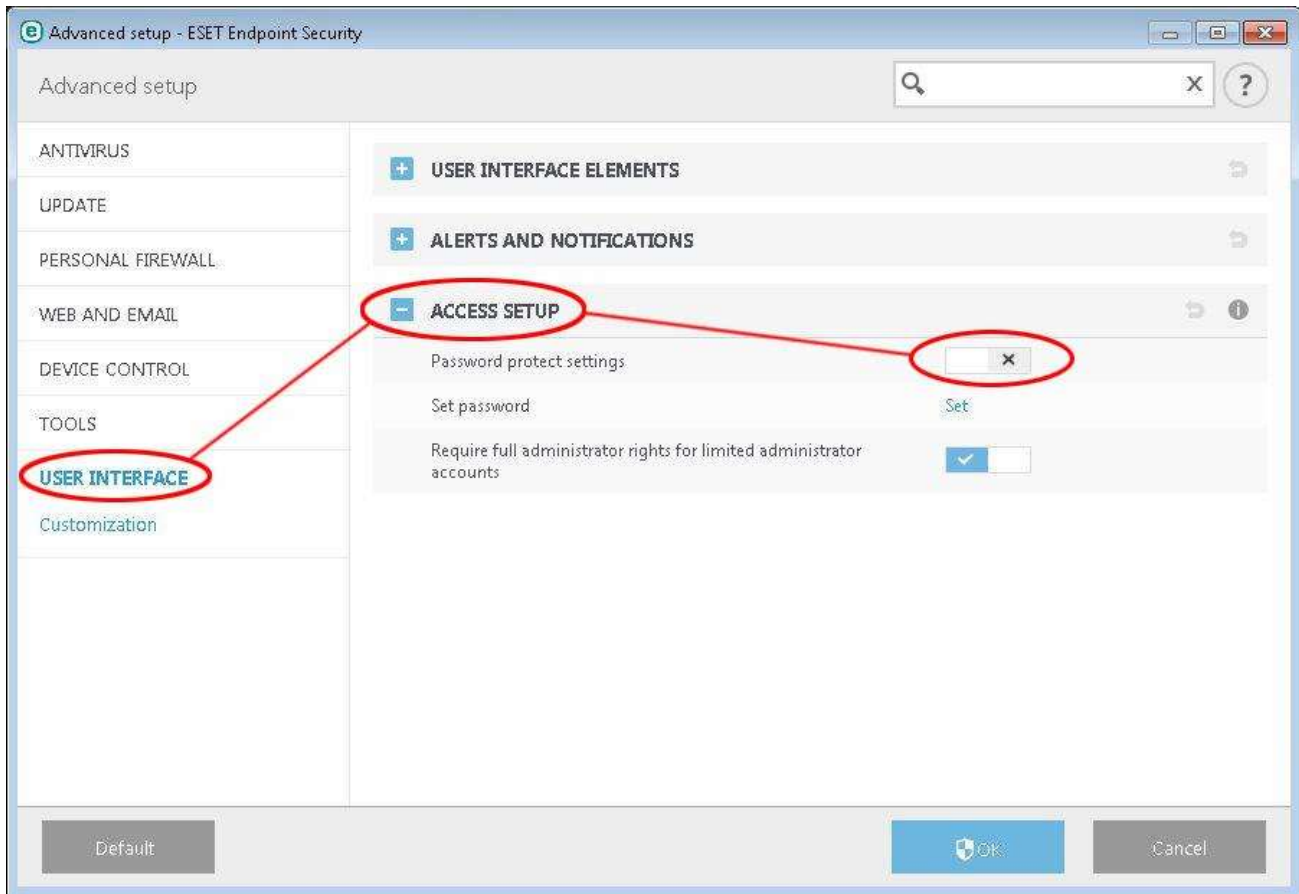 Advanced setup - ESET Endpoint Security
Advanced setup
?
ANTIVIRUS
UPDATE
PERSONAL FIREWALL
WEB AND EMAIL
DEVICE CONTROL
TOOLS
USER INTERFACE
Customization
USER INTERFACE ELEMENTS
ALERTS AND NOTIFICATIONS
ACCESS SETUP
Password protect settings
Set password
Set
Require full administrator rights for limited administrator
accounts
Default
OK
Cancel